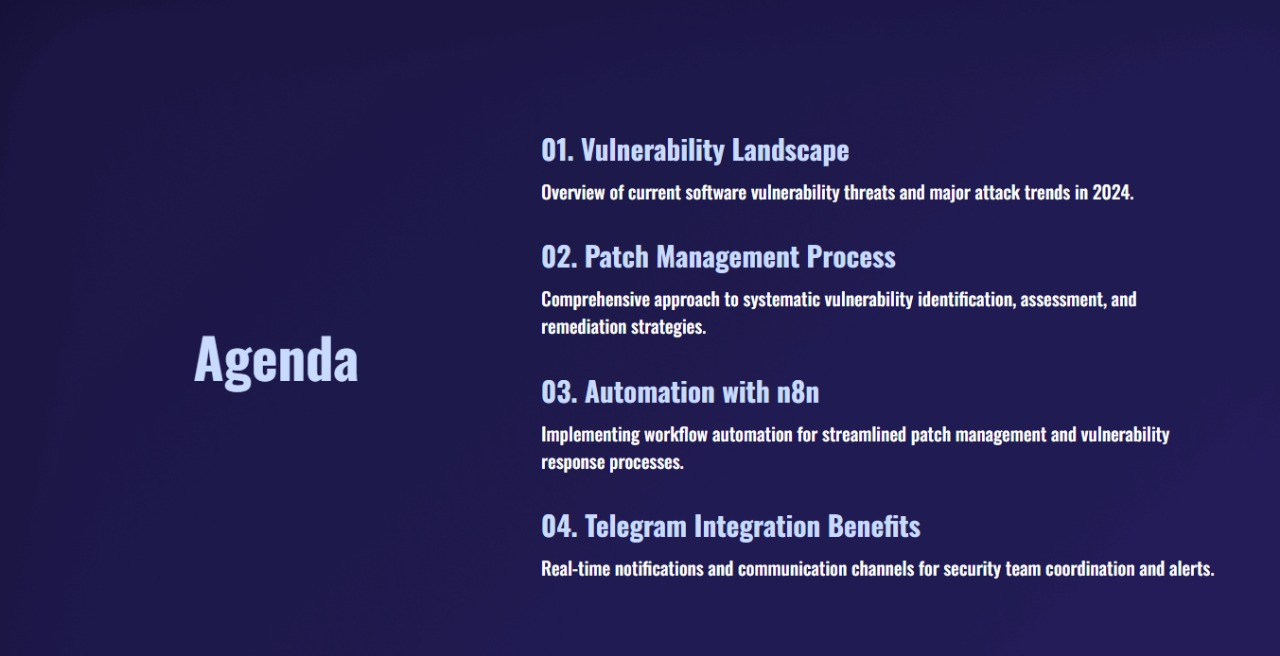 Agenda
01. Vulnerability Landscape
Overview of current software vulnerability threats and major attack trends in 2024.
02. Patch Management Process
Comprehensive approach to systematic vulnerability identification, assessment, and
remediation strategies.
03. Automation with n8n
Implementing workflow automation for streamlined patch management and vulnerability
response processes.
04. Telegram Integration Benefits
Real-time notifications and communication channels for security team coordination and alerts.